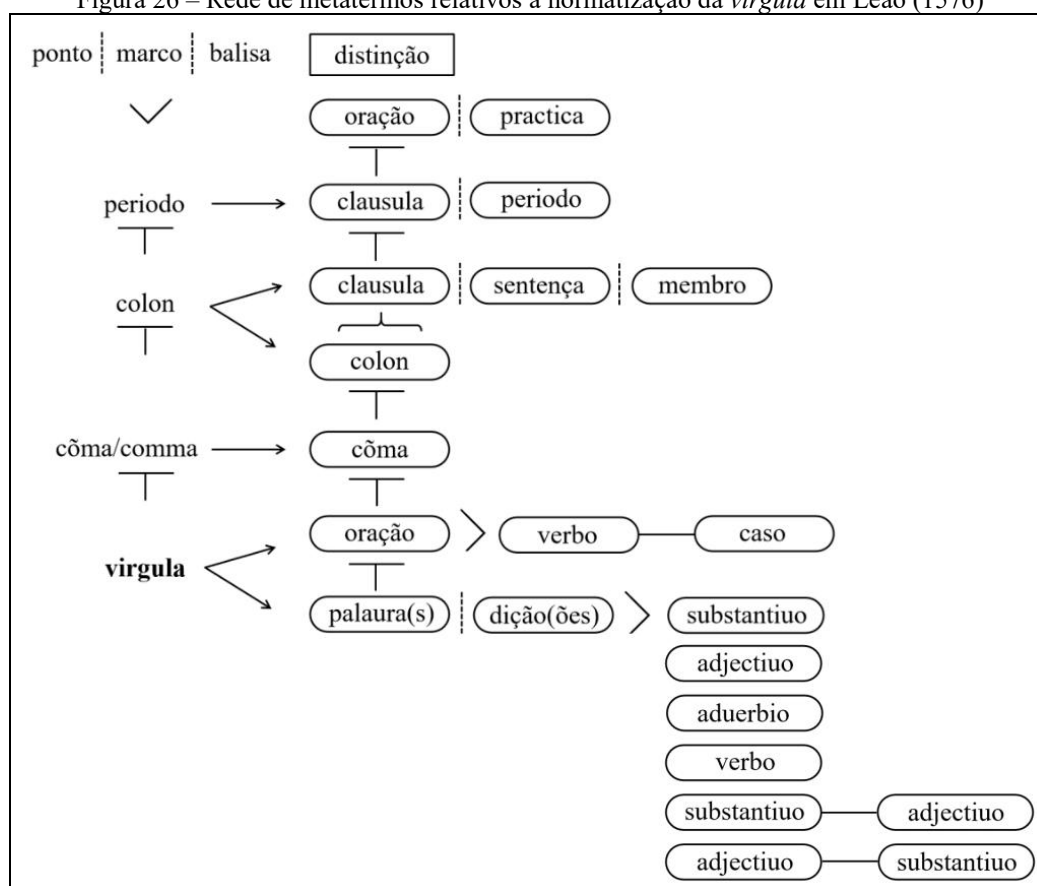 Figura 26 – Rede de metatermos relativos à normatização da virgula em Leão (1576)
ponto marco balisa distinção
oração practica
periodo clausula periodo
clausula sentença membro
colon
colon
cõma/comma cõma
oração verbo caso
virgula
palaura(s) dição(ões) substantiuo
adjectiuo
aduerbio
verbo
substantiuo adjectiuo
adjectiuo substantiuo